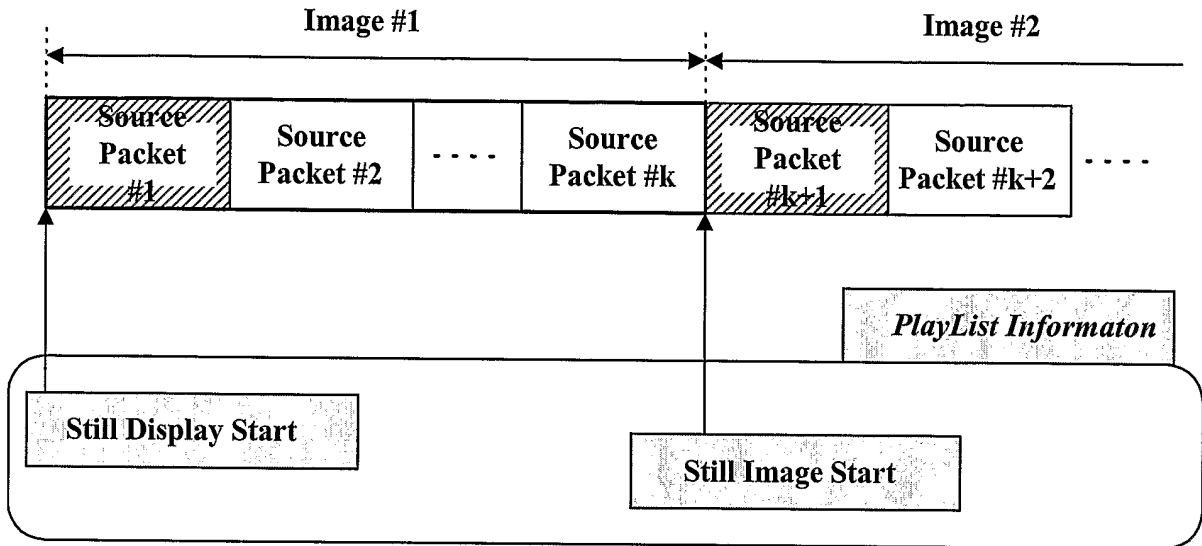 Image #1
Image #2
Source
Packet
#1
Source
Packet #2
- - - -
Source
Packet #k
Source
Packet
#k+1
Source
Packet #k+2
- - - -
PlayList Informaton
Still Display Start
Still Image Start